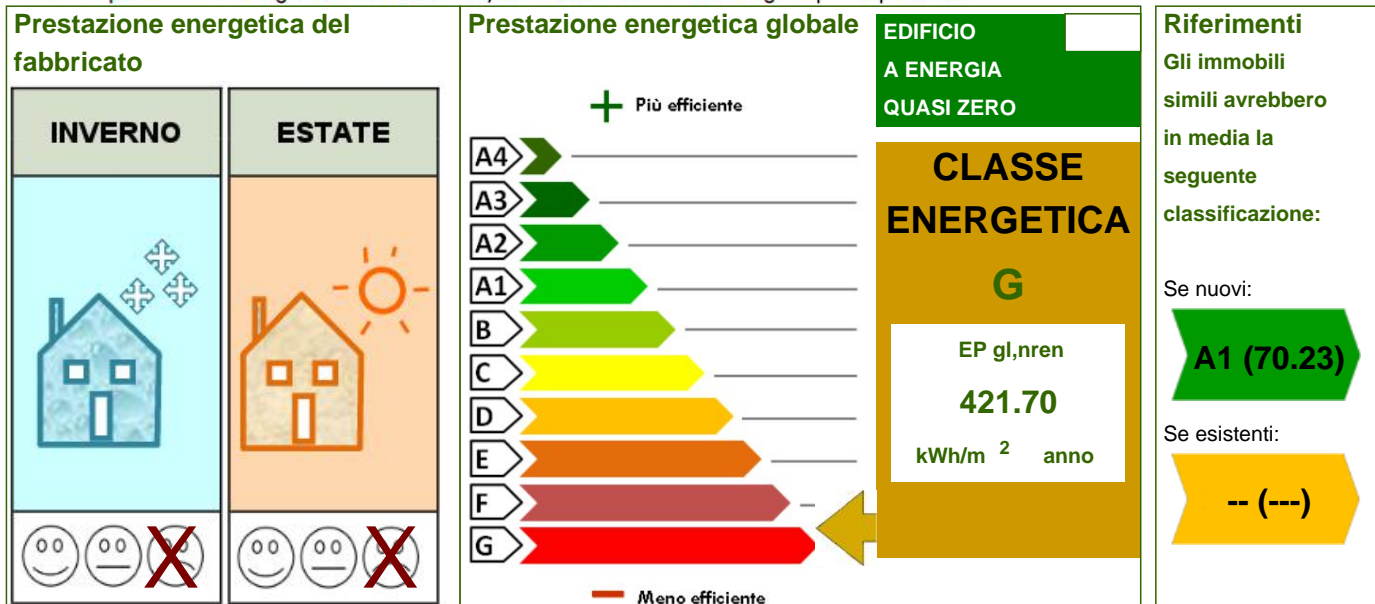 Prestazione energetica del
fabbricato
INVERNO
ESTATE
Prestazione energetica globale
Più efficiente
A4
A3
A2
A1
B
C
D
E
F
G
Meno efficiente
EDIFICIO
A ENERGIA
QUASI ZERO
CLASSE
ENERGETICA
G
EP gl,nren
421.70
kWh/m 2 anno
Riferimenti
Gli immobili
simili avrebbero
in media la
seguente
classificazione:
Se nuovi:
A1 (70.23)
Se esistenti:
-- (---)